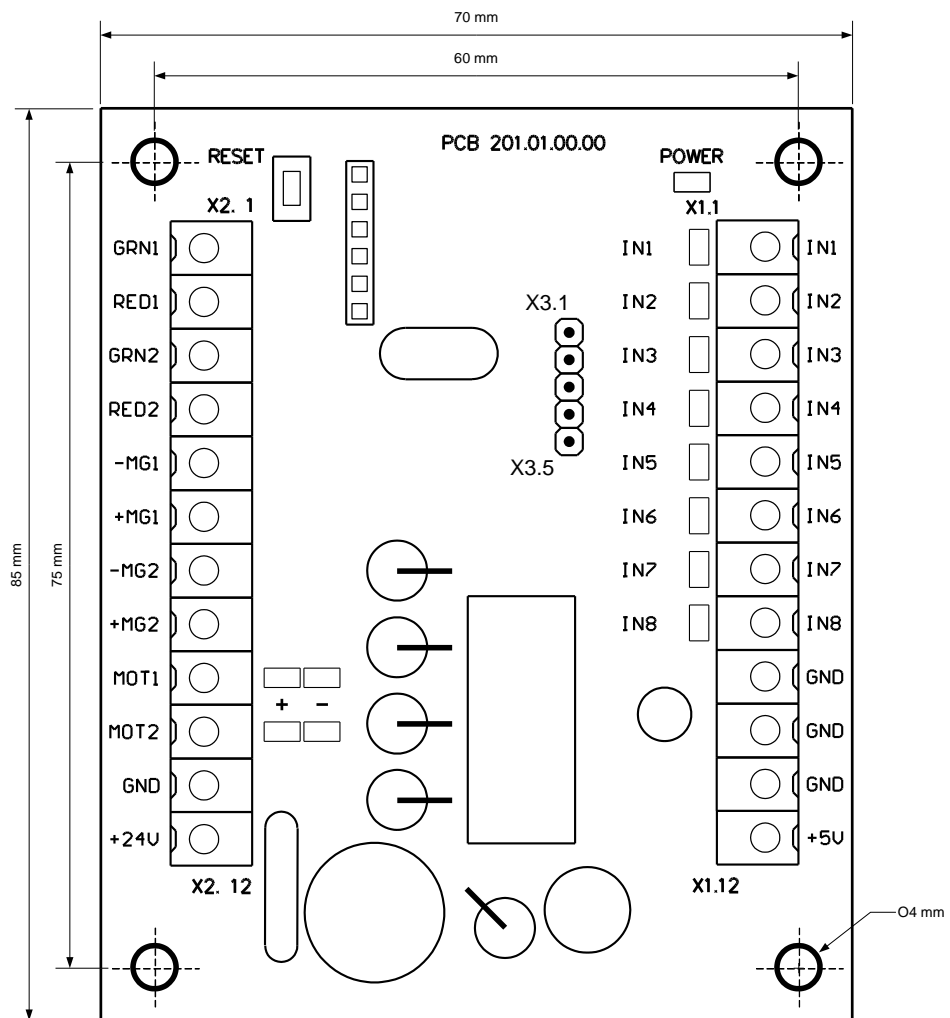 70 mm
60 mm
PCB 201.01.00.00
RESET
POWER
X2. 1
X1.1
GRN1
RED1
GRN2
RED2
-MG1
+MG1
-MG2
+MG2
MOT1
MOT2
GND
+24V
X2. 12
85 mm
75 mm
+ -
X3.1
X3.5
IN1
IN2
IN3
IN4
IN5
IN6
IN7
IN8
IN1
IN2
IN3
IN4
IN5
IN6
IN7
IN8
GND
GND
GND
+5V
X1.12
O4 mm